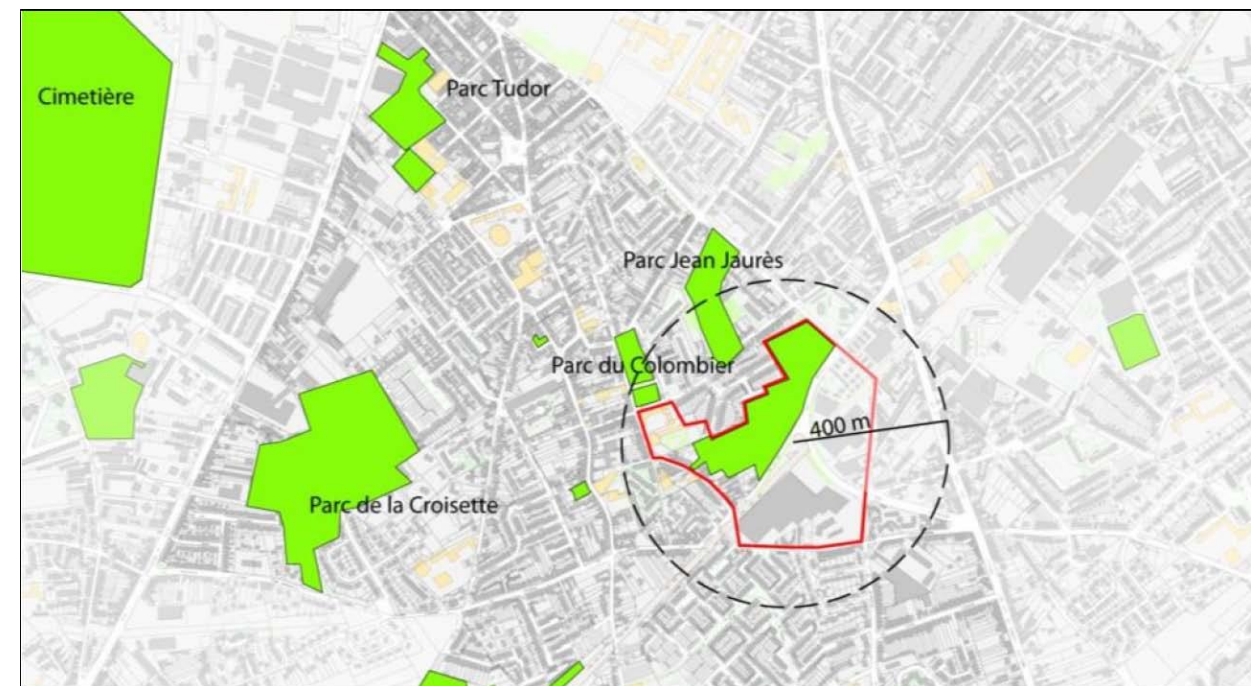 Cimetière
Parc Tudor
Parc Jean Jaurès
Parc du Colombier
400 m
Parc de la Croisette